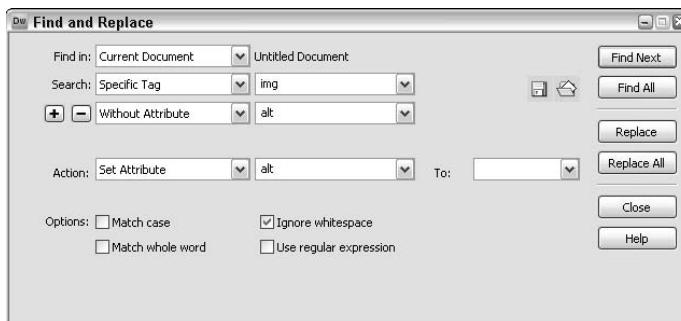 Dw Find and Replace
Find in: Current Document Untitled Document Find Next
Search: Specific Tag img Find All
Without Attribute alt
Replace
Action: Set Attribute alt To: Replace All
Close
Options: Match case Ignore whitespace
Help
Match whole word Use regular expression